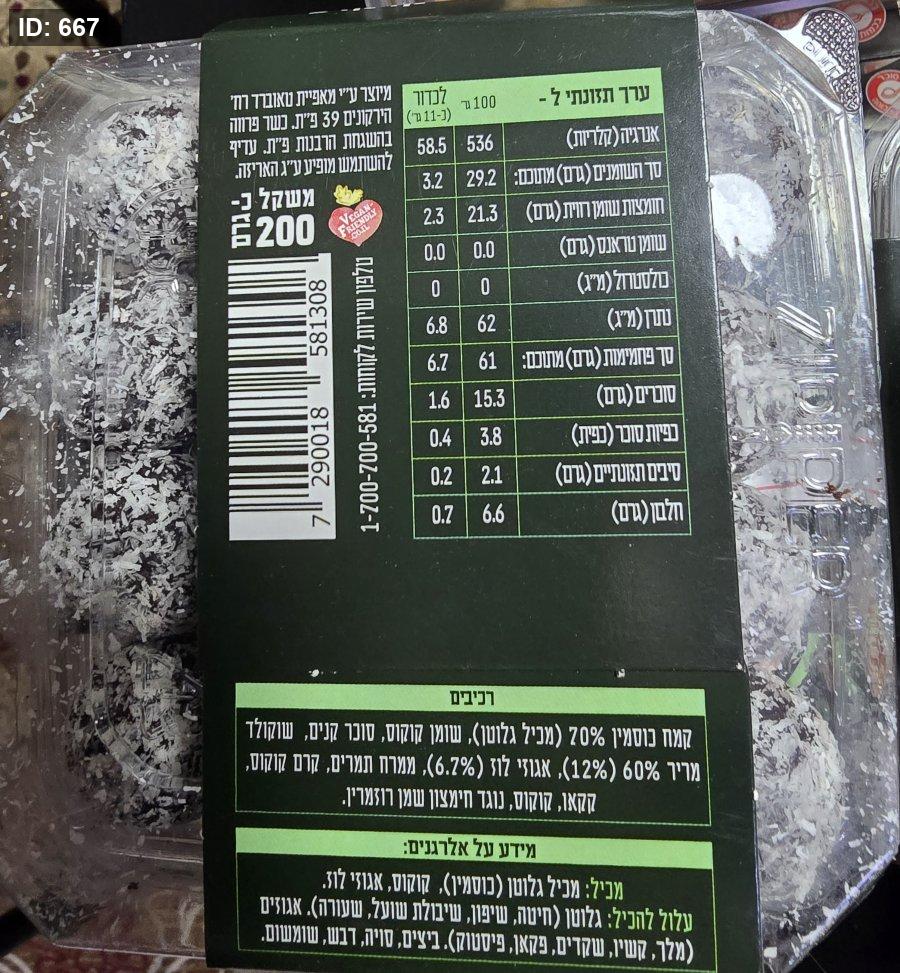 ID: 667
מיוצר ע״י מאפיית טאוברד רח׳
הירקונים 39 פ״ת. כשר פרווה
בהשגחת הרבנות פ״ת. עדיף
להשתמש מופיע ע״ג האריזה.
משקל כ-
200 גרם
VEGAN-
FRIENDLY
.CO.IL
טלפון שירות לקוחות: 1-700-700-581
7 290018 581308
ערך תזונתי ל - 100 גר׳ לכדור (כ-11 גר׳)
אנרגיה (קלריות) 536 58.5
סך השומנים (גרם) מתוכם: 29.2 3.2
חומצות שומן רוויות (גרם) 21.3 2.3
שומן טראנס (גרם) 0.0 0.0
כולסטרול (מ״ג) 0 0
נתרן (מ״ג) 62 6.8
סך פחמימות (גרם) מתוכם: 61 6.7
סוכרים (גרם) 15.3 1.6
כפיות סוכר (כפית) 3.8 0.4
סיבים תזונתיים (גרם) 2.1 0.2
חלבון (גרם) 6.6 0.7
רכיבים
קמח כוסמין 70% (מכיל גלוטן), שומן קוקוס, סוכר קנים, שוקולד
מריר 60% (12%), אגוזי לוז (6.7%), ממרח תמרים, קרם קוקוס,
קקאו, קוקוס, נוגד חימצון שמן רוזמרין.
מידע על אלרגנים:
מכיל: מכיל גלוטן (כוסמין), קוקוס, אגוזי לוז.
עלול להכיל: גלוטן (חיטה, שיפון, שיבולת שועל, שעורה). אגוזים
(מלך, קשיו, שקדים, פקאן, פיסטוק). ביצים, סויה, דבש, שומשום.